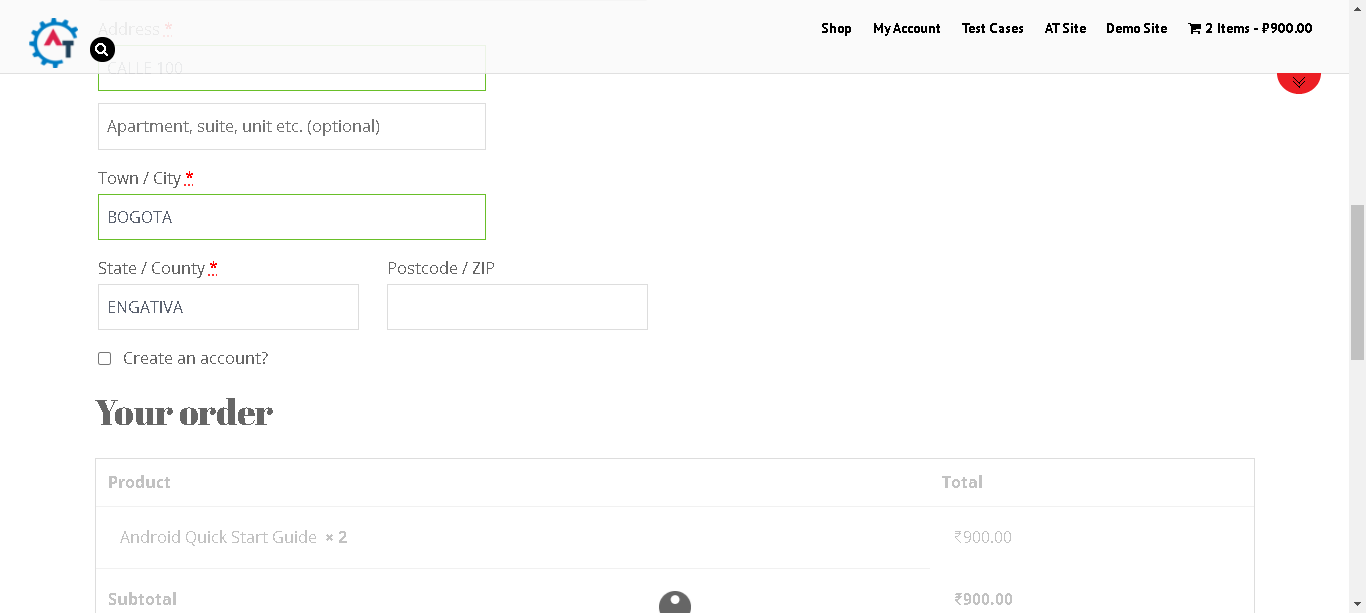 Address *
AT
Shop My Account Test Cases AT Site Demo Site 2 Items - ₹900.00
CALLE 100
Apartment, suite, unit etc. (optional)
Town / City *
BOGOTA
State / County * Postcode / ZIP
ENGATIVA
Create an account?
Your order
Product Total
Android Quick Start Guide × 2 ₹900.00
Subtotal ₹900.00